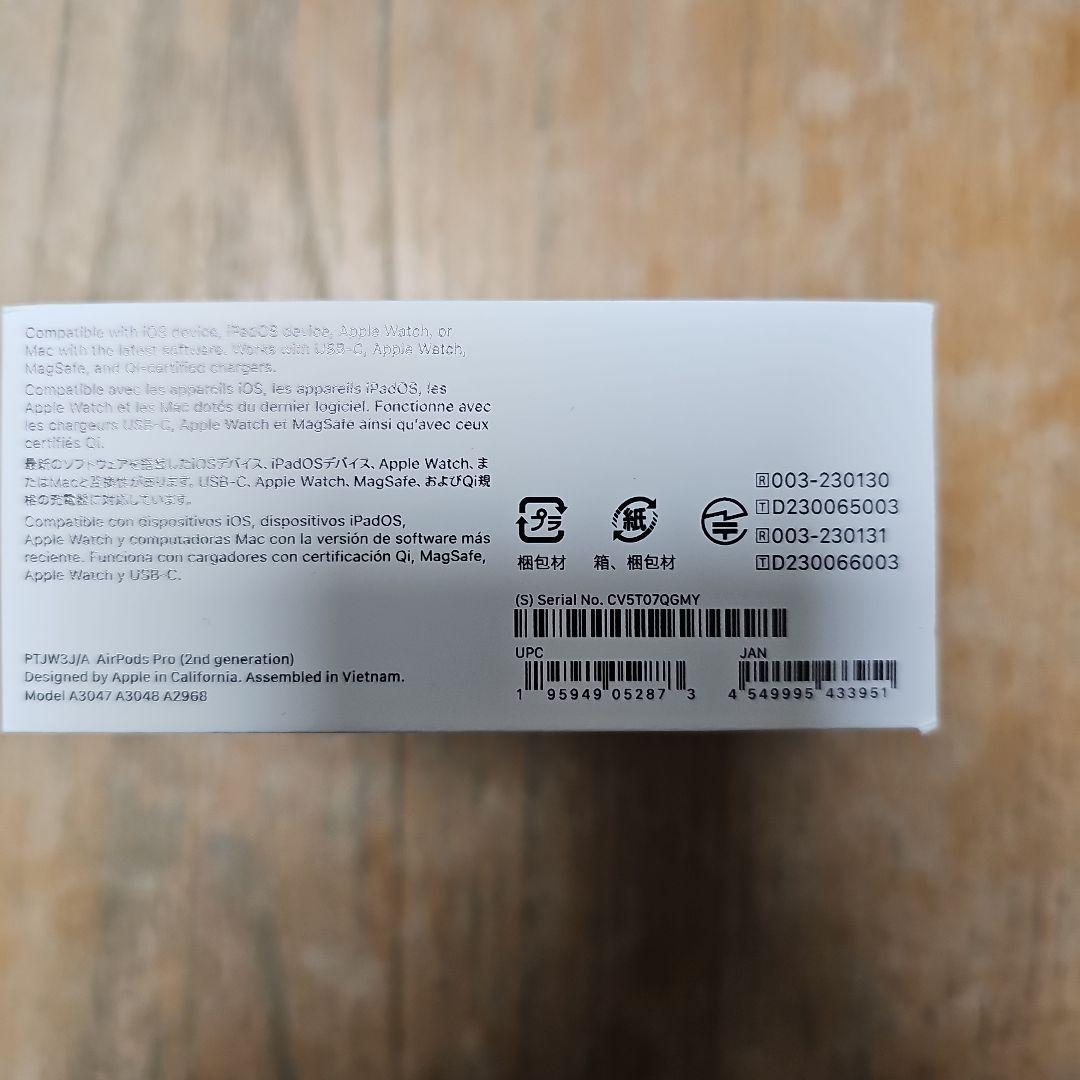 Compatible with iOS device, iPadOS device, Apple Watch, or
Mac with the latest software. Works with USB-C, Apple Watch,
MagSafe, and Qi-certified chargers.
Compatible avec les appareils iOS, les appareils iPadOS, les
Apple Watch et les Mac dotés du dernier logiciel. Fonctionne avec
les chargeurs USB-C, Apple Watch et MagSafe ainsi qu'avec ceux
certifiés Qi.
最新のソフトウェアを搭載したiOSデバイス、iPadOSデバイス、Apple Watch、ま
たはMacと互換性があります。USB-C、Apple Watch、MagSafe、およびQi規
格の充電器に対応しています。
Compatible con dispositivos iOS, dispositivos iPadOS,
Apple Watch y computadoras Mac con la versión de software más
reciente. Funciona con cargadores con certificación Qi, MagSafe,
Apple Watch y USB-C.
PTJW3J/A AirPods Pro (2nd generation)
Designed by Apple in California. Assembled in Vietnam.
Model A3047 A3048 A2968
プラ
梱包材
紙
箱、梱包材
R 003-230130
T D230065003
R 003-230131
T D230066003
(S) Serial No. CV5T07QGMY
UPC
1 95949 05287 3
JAN
4 549995 433951